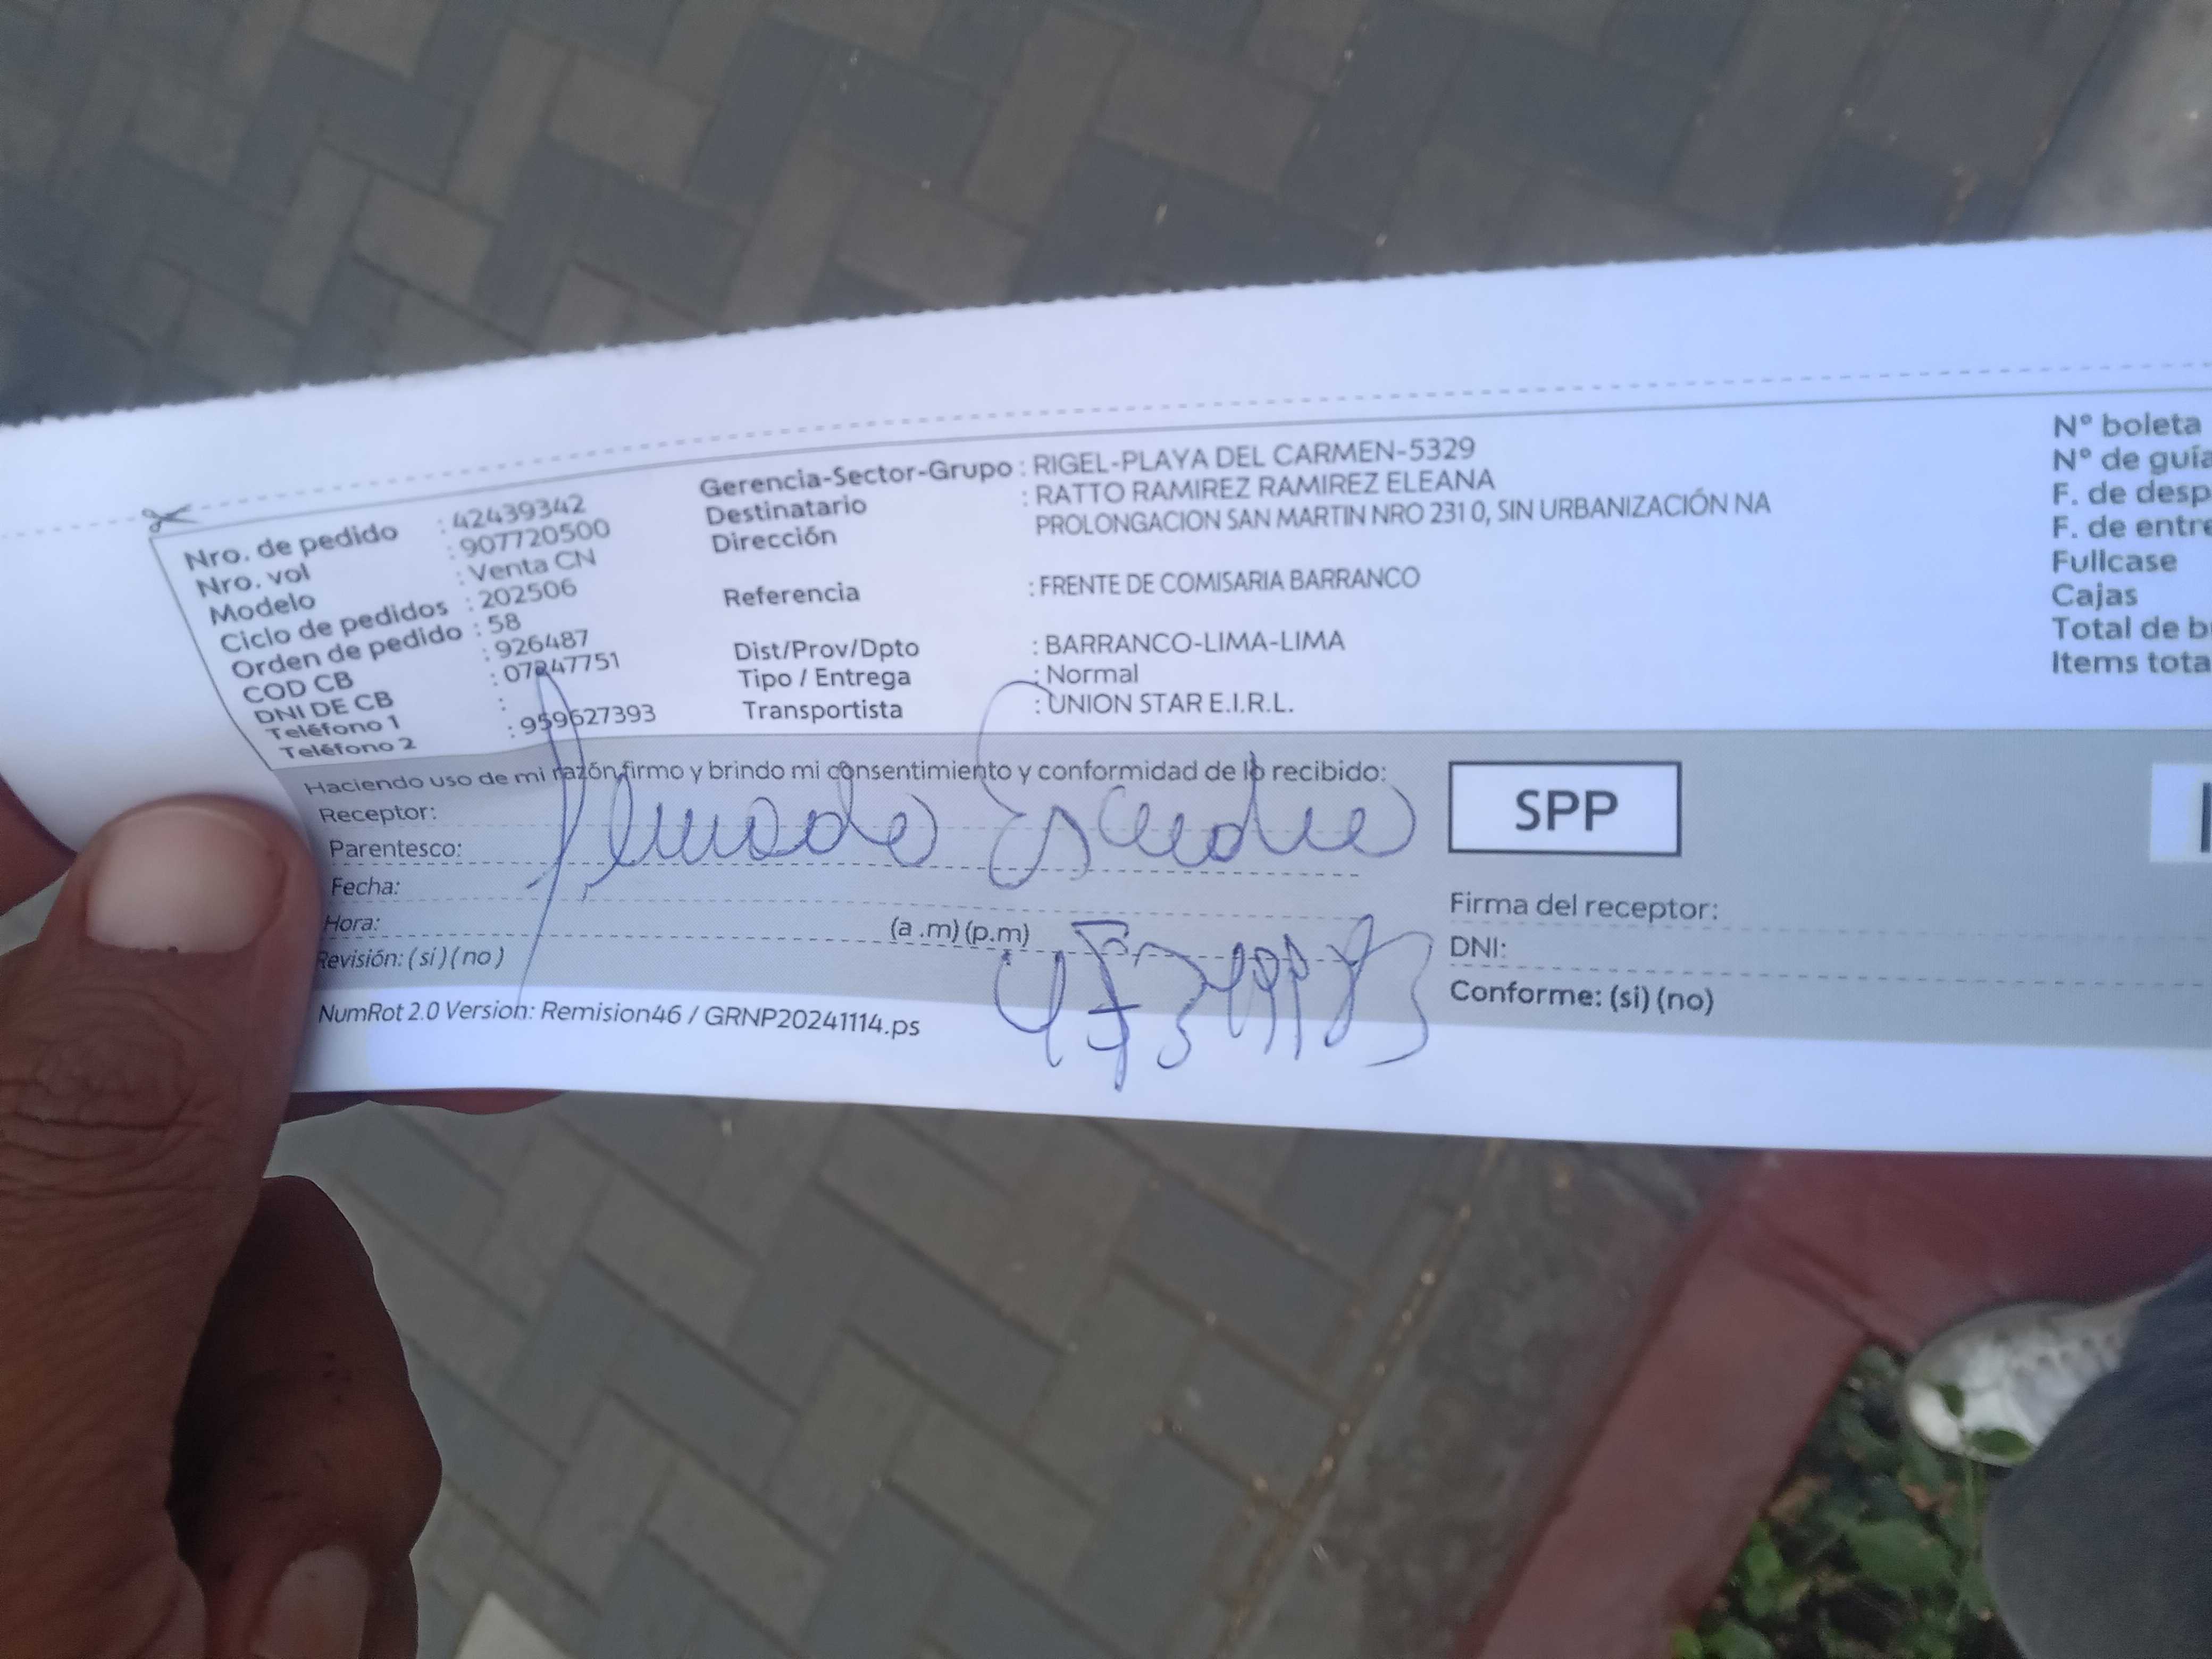 Nro. de pedido : 42439342
Nro. vol : 907720500
Modelo : Venta CN
Ciclo de pedidos : 202506
Orden de pedido : 58
COD CB : 926487
DNI DE CB : 07247751
Teléfono 1 :
Teléfono 2 : 959627393
Gerencia-Sector-Grupo : RIGEL-PLAYA DEL CARMEN-5329
Destinatario : RATTO RAMIREZ RAMIREZ ELEANA
Dirección PROLONGACION SAN MARTIN NRO 231 0, SIN URBANIZACIÓN NA
Referencia : FRENTE DE COMISARIA BARRANCO
Dist/Prov/Dpto : BARRANCO-LIMA-LIMA
Tipo / Entrega : Normal
Transportista : UNION STAR E.I.R.L.
Nº boleta
Nº de guía
F. de desp
F. de entre
Fullcase
Cajas
Total de b
Items tota
Haciendo uso de mi razón, firmo y brindo mi consentimiento y conformidad de lo recibido:
Receptor:
Parentesco:
Fecha:
Hora: (a .m) (p.m)
Revisión: ( si ) ( no )
SPP
Firma del receptor:
DNI:
Conforme: (si) (no)
NumRot 2.0 Version: Remision46 / GRNP20241114.ps